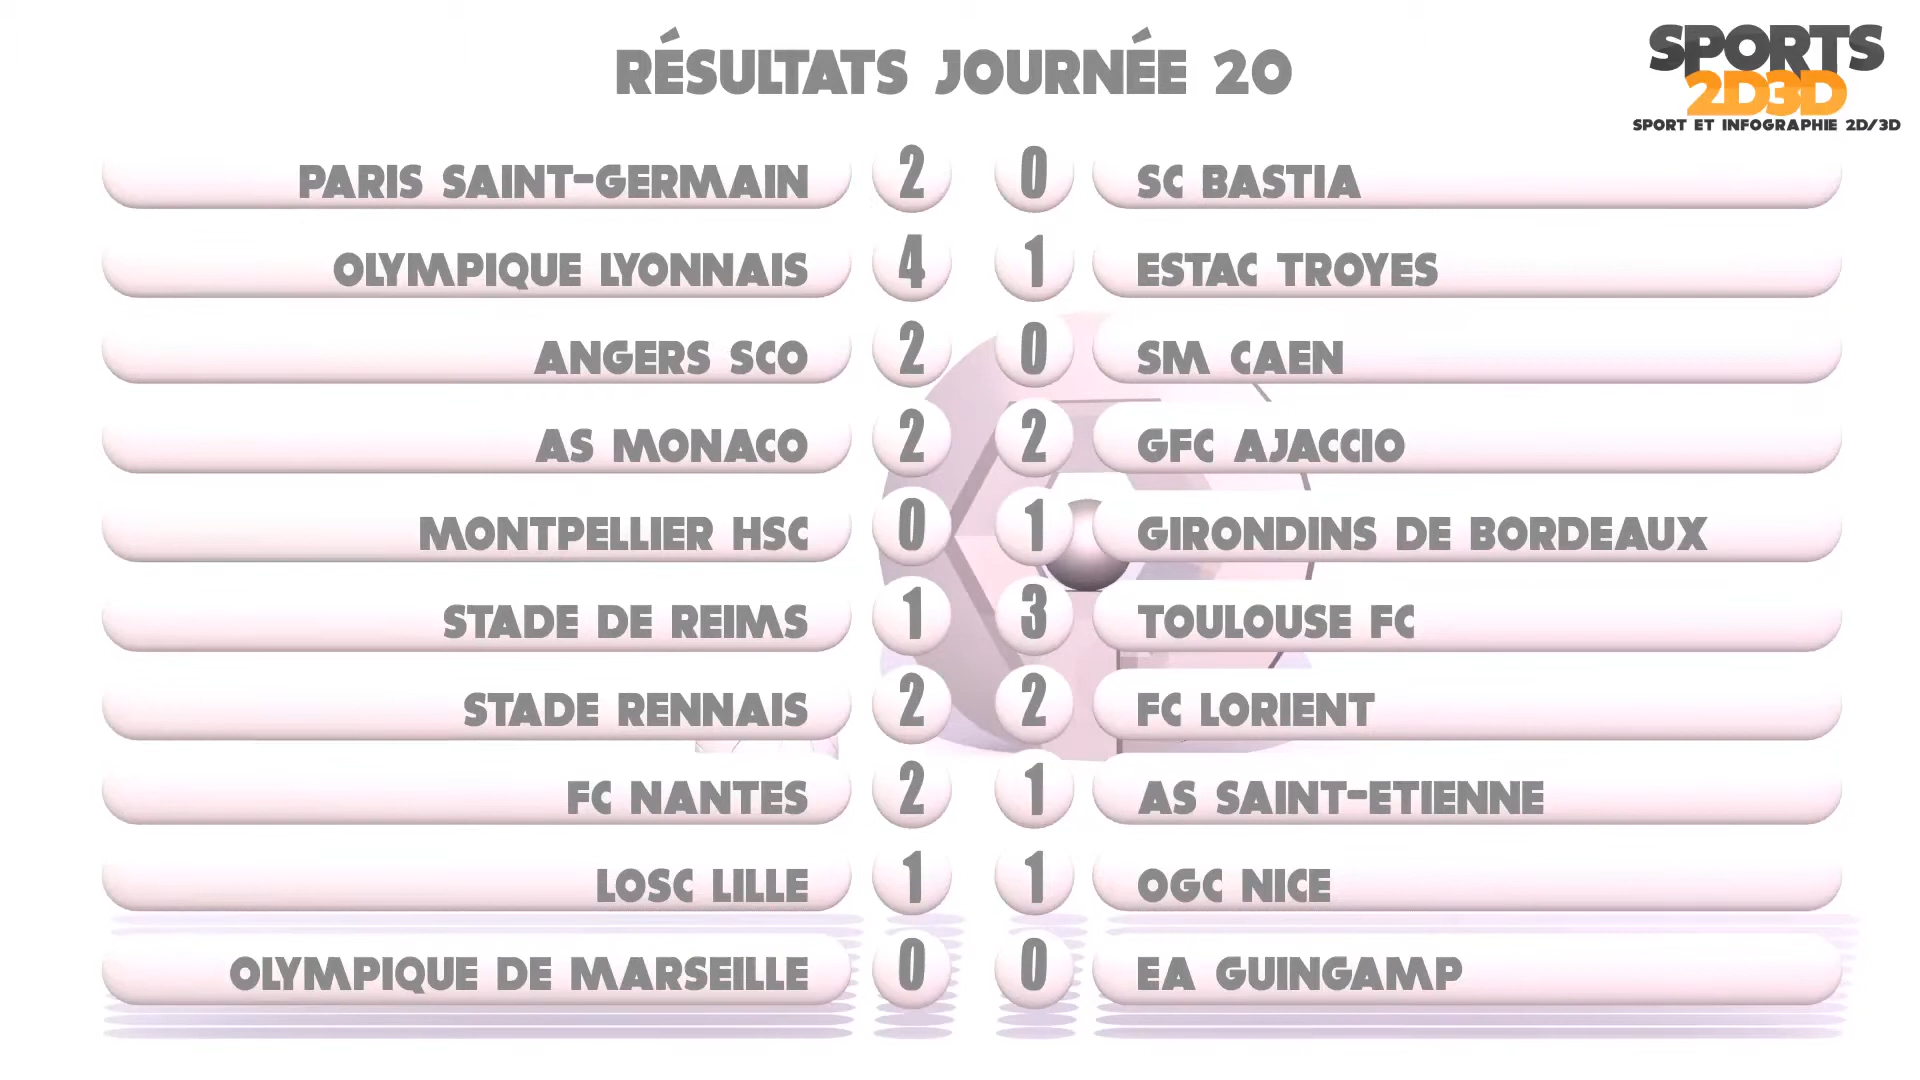 RÉSULTATS JOURNÉE 20
SPORTS
2D3D
SPORT ET INFOGRAPHIE 2D/3D
PARIS SAINT-GERMAIN 2 0 SC BASTIA
OLYMPIQUE LYONNAIS 4 1 ESTAC TROYES
ANGERS SCO 2 0 SM CAEN
AS MONACO 2 2 GFC AJACCIO
MONTPELLIER HSC 0 1 GIRONDINS DE BORDEAUX
STADE DE REIMS 1 3 TOULOUSE FC
STADE RENNAIS 2 2 FC LORIENT
FC NANTES 2 1 AS SAINT-ETIENNE
LOSC LILLE 1 1 OGC NICE
OLYMPIQUE DE MARSEILLE 0 0 EA GUINGAMP